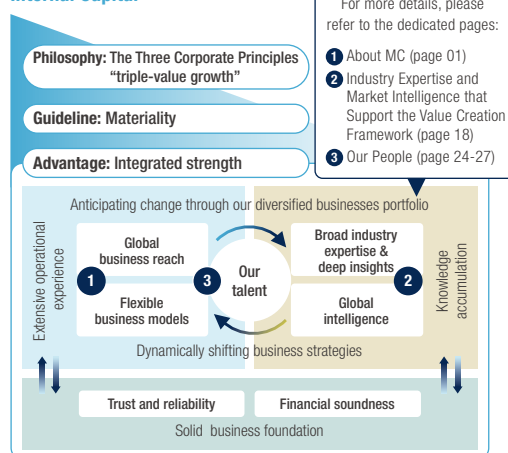 Internal Capital
For more details, please
refer to the dedicated pages:
1 About MC (page 01)
2 Industry Expertise and
Market Intelligence that
Support the Value Creation
Framework (page 18)
3 Our People (page 24-27)
Philosophy: The Three Corporate Principles
“triple-value growth”
Guideline: Materiality
Advantage: Integrated strength
Anticipating change through our diversified businesses portfolio
Extensive operational
experience
Global
business reach
1
Flexible
business models
3
Our
talent
Broad industry
expertise &
deep insights
2
Global
intelligence
Knowledge
accumulation
Dynamically shifting business strategies
Trust and reliability
Financial soundness
Solid business foundation